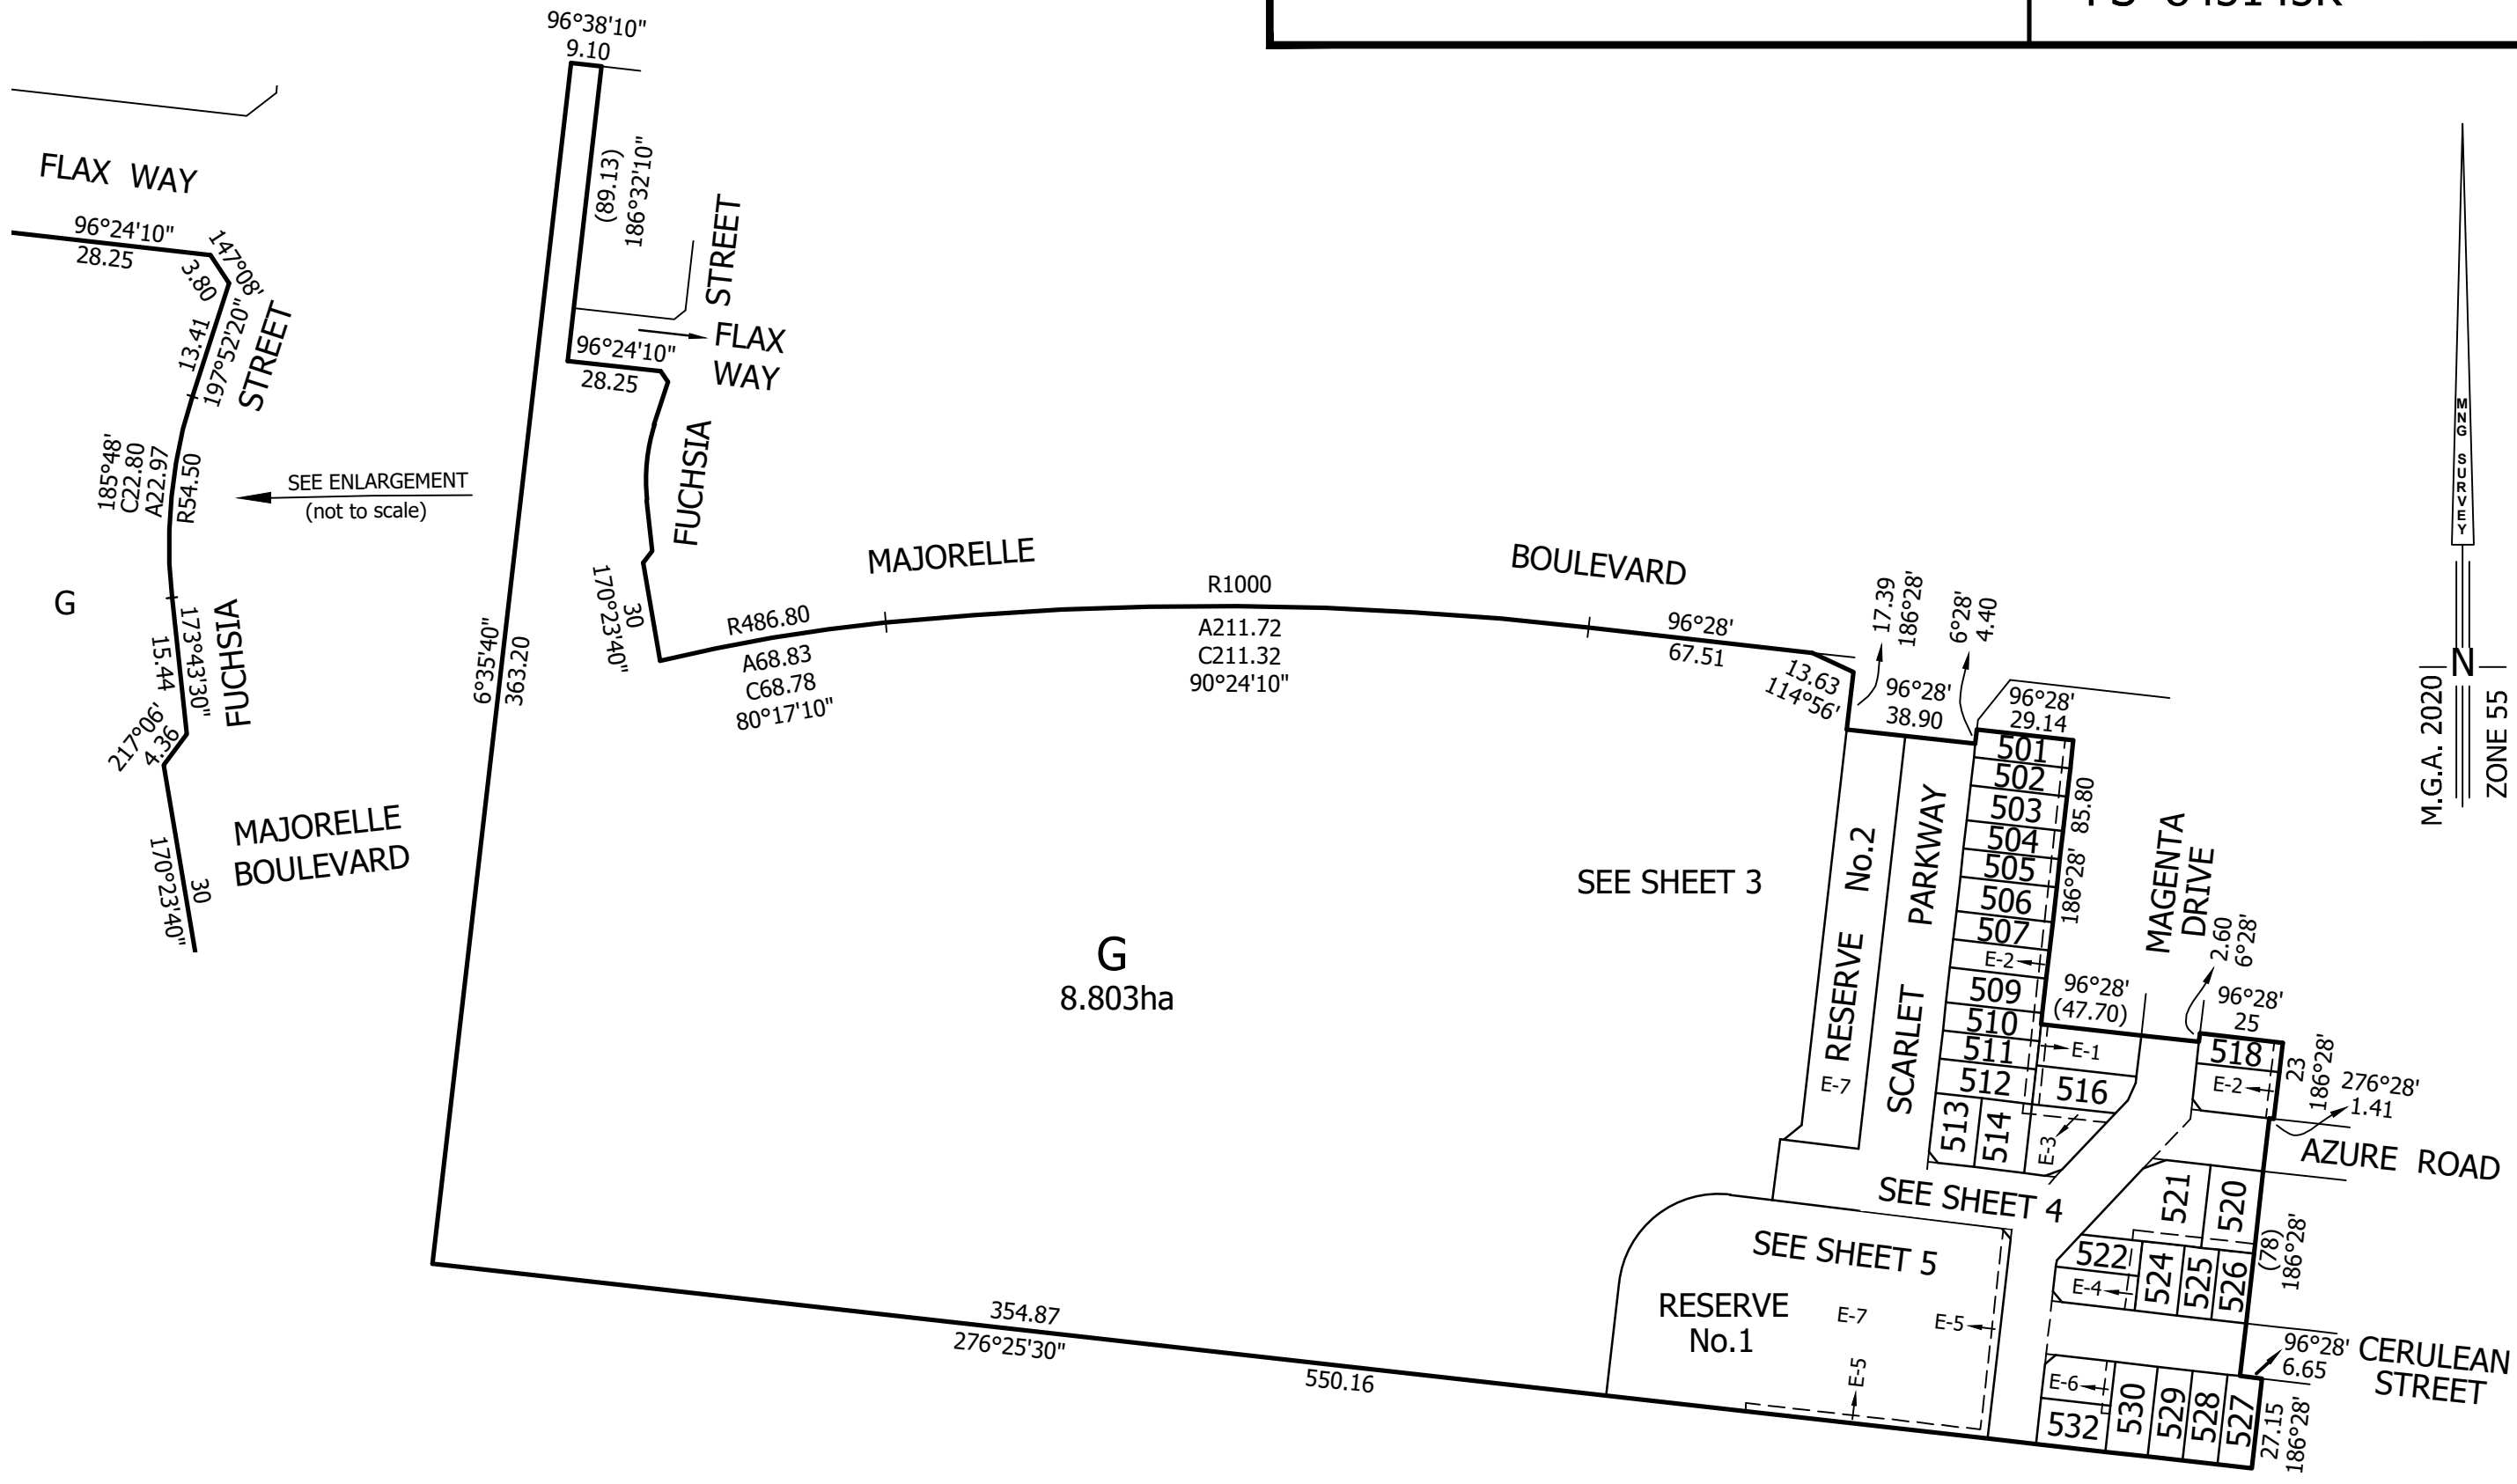 96°38'10"
9.10
FLAX WAY
96°24'10"
28.25
147°08'
3.80
13.41
197°52'20"
STREET
185°48'
C22.80
A22.97
R54.50
SEE ENLARGEMENT
(not to scale)
G
173°43'30"
15.44
FUCHSIA
217°06'
4.36
MAJORELLE
BOULEVARD
170°23'40"
30
(89.13)
186°32'10"
STREET
FLAX
WAY
96°24'10"
28.25
FUCHSIA
170°23'40"
30
6°35'40"
363.20
MAJORELLE
BOULEVARD
R486.80
A68.83
C68.78
80°17'10"
R1000
A211.72
C211.32
90°24'10"
96°28'
67.51
13.63
114°56'
17.39
186°28'
6°28'
4.40
96°28'
38.90
96°28'
29.14
501
502
503
504
505
506
507
E-2
509
510
511
512
513
514
516
E-1
E-3
85.80
186°28'
RESERVE No.2
E-7
SCARLET PARKWAY
MAGENTA
DRIVE
2.60
6°28'
96°28'
(47.70)
96°28'
25
518
E-2
23
186°28'
276°28'
1.41
AZURE ROAD
SEE SHEET 3
G
8.803ha
SEE SHEET 4
SEE SHEET 5
RESERVE
No.1
E-7
E-5
E-5
521
520
522
E-4
524
525
526
(78)
186°28'
96°28'
6.65
CERULEAN
STREET
E-6
532
530
529
528
527
27.15
186°28'
354.87
276°25'30"
550.16
MNG SURVEY
N
M.G.A. 2020
ZONE 55